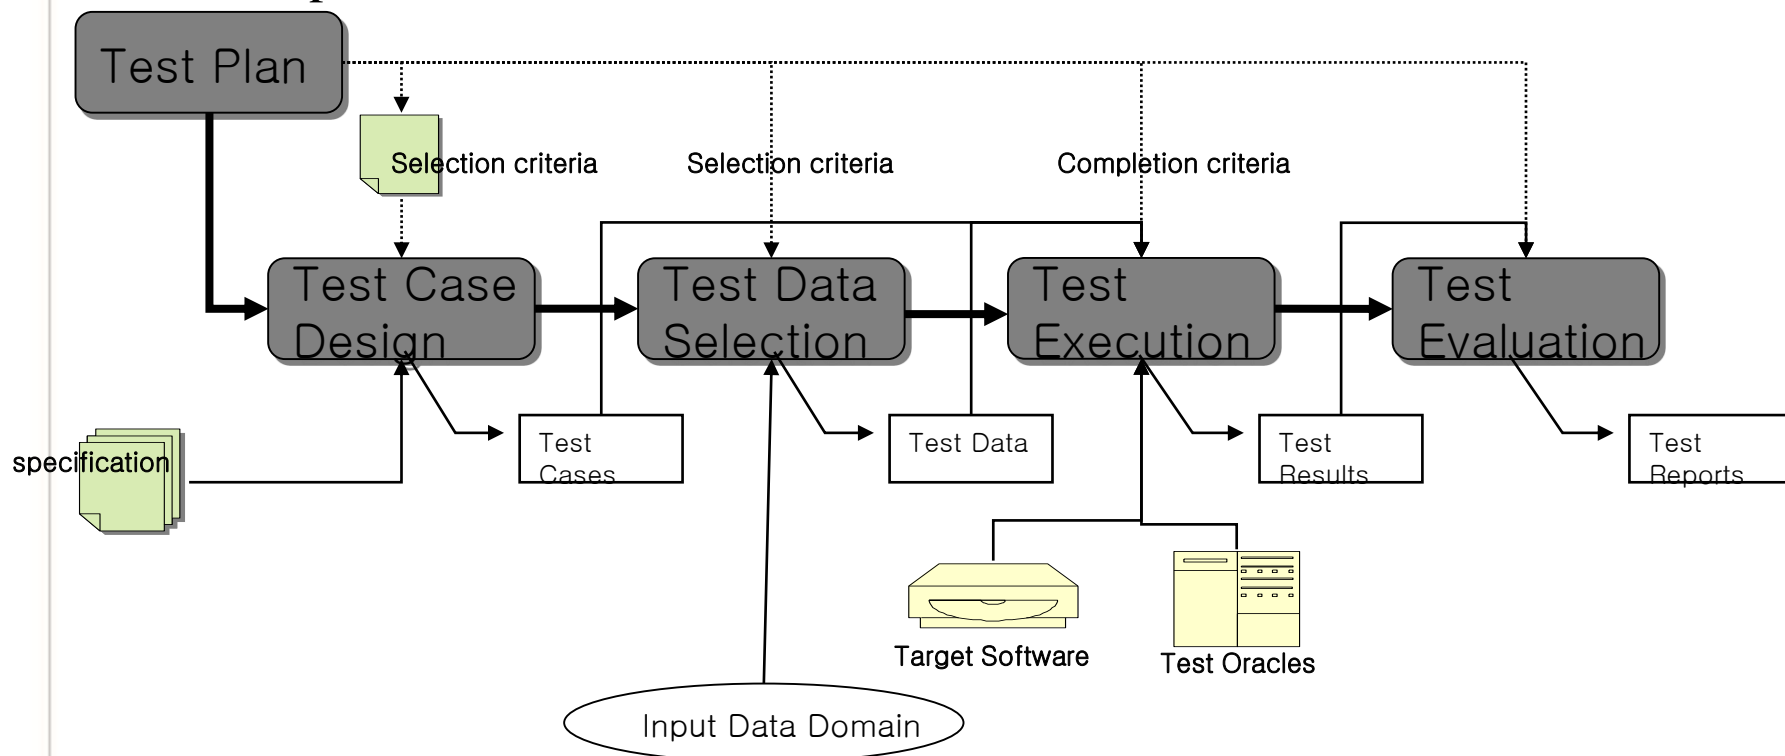 Test Plan
Selection criteria
Selection criteria
Completion criteria
Test Case
Design
Test Data
Selection
Test
Execution
Test
Evaluation
specification
Test
Cases
Test Data
Test
Results
Test
Reports
Target Software
Test Oracles
Input Data Domain